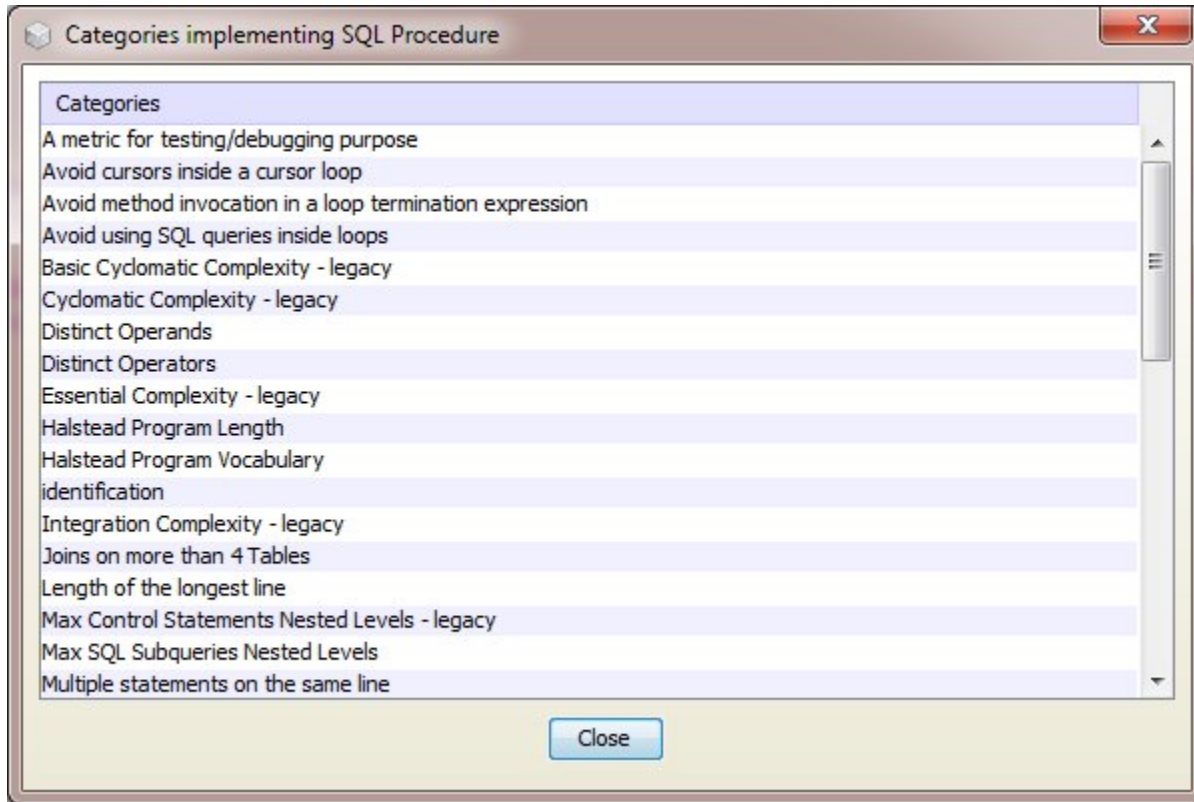 Categories implementing SQL Procedure
Categories
A metric for testing/debugging purpose
Avoid cursors inside a cursor loop
Avoid method invocation in a loop termination expression
Avoid using SQL queries inside loops
Basic Cyclomatic Complexity - legacy
Cyclomatic Complexity - legacy
Distinct Operands
Distinct Operators
Essential Complexity - legacy
Halstead Program Length
Halstead Program Vocabulary
identification
Integration Complexity - legacy
Joins on more than 4 Tables
Length of the longest line
Max Control Statements Nested Levels - legacy
Max SQL Subqueries Nested Levels
Multiple statements on the same line
Close